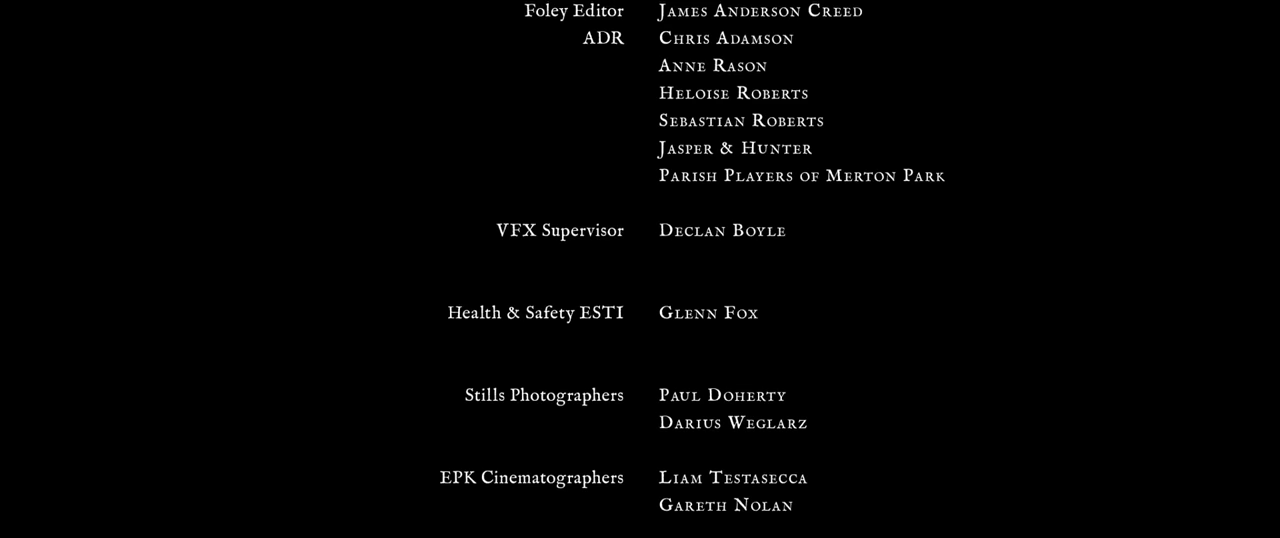 Foley Editor James Anderson Creed
ADR Chris Adamson
Anne Rason
Heloise Roberts
Sebastian Roberts
Jasper & Hunter
Parish Players of Merton Park
VFX Supervisor Declan Boyle
Health & Safety ESTI Glenn Fox
Stills Photographers Paul Doherty
Darius Weglarz
EPK Cinematographers Liam Testasecca
Gareth Nolan